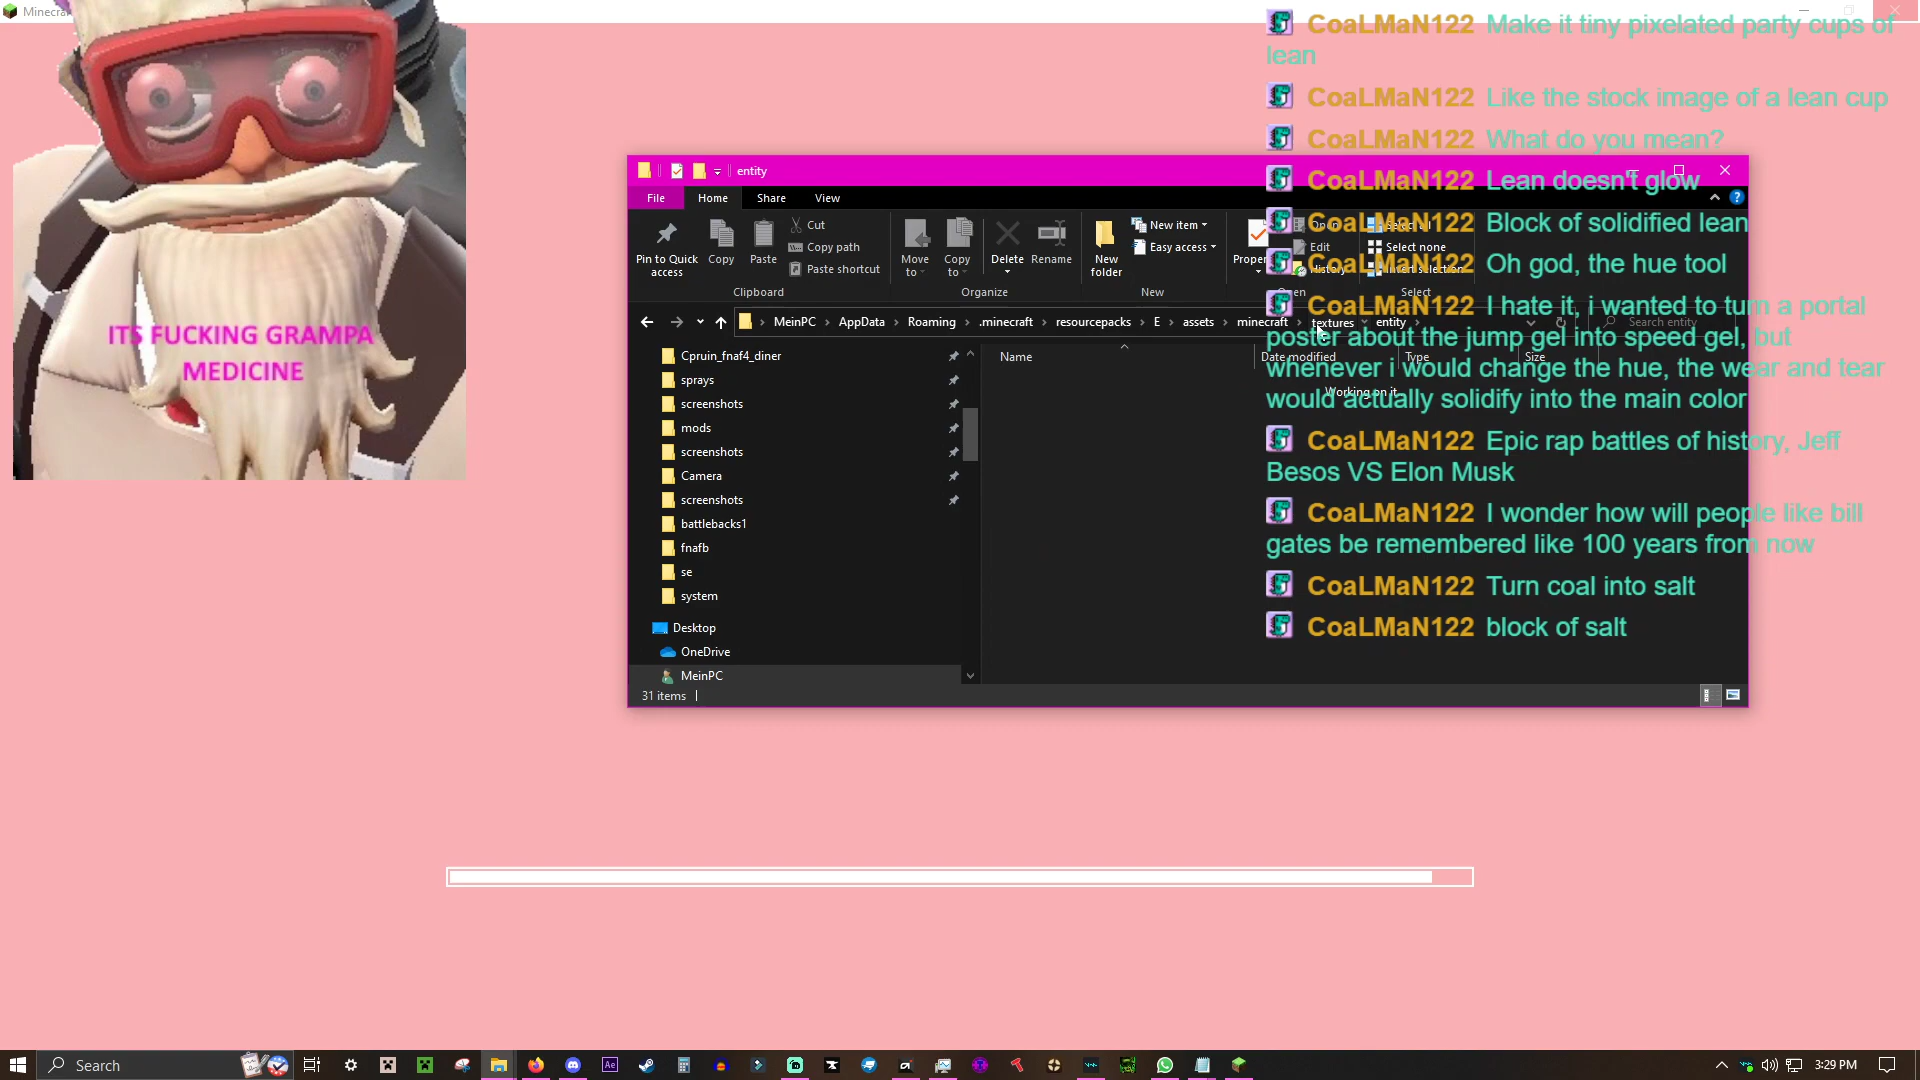 Minecraft
ITS FUCKING GRAMPA
MEDICINE
CoaLMaN122 Make it tiny pixelated party cups of
lean
CoaLMaN122 Like the stock image of a lean cup
CoaLMaN122 What do you mean?
CoaLMaN122 Lean doesn't glow
CoaLMaN122 Block of solidified lean
CoaLMaN122 Oh god, the hue tool
CoaLMaN122 I hate it, i wanted to turn a portal
poster about the jump gel into speed gel, but
whenever i would change the hue, the wear and tear
would actually solidify into the main color
CoaLMaN122 Epic rap battles of history, Jeff
Besos VS Elon Musk
CoaLMaN122 I wonder how will people like bill
gates be remembered like 100 years from now
CoaLMaN122 Turn coal into salt
CoaLMaN122 block of salt
entity
File Home Share View
Pin to Quick
access
Copy
Paste
Cut
Copy path
Paste shortcut
Clipboard
Move
to
Copy
to
Delete
Rename
Organize
New
folder
New item
Easy access
New
Open
Edit
History
Open
Select none
Invert selection
Select
MeinPC AppData Roaming .minecraft resourcepacks E assets minecraft textures entity
Search entity
Name Date modified Type Size
Working on it...
Cpruin_fnaf4_diner
sprays
screenshots
mods
screenshots
Camera
screenshots
battlebacks1
fnafb
se
system
Desktop
OneDrive
MeinPC
31 items
Search
3:29 PM